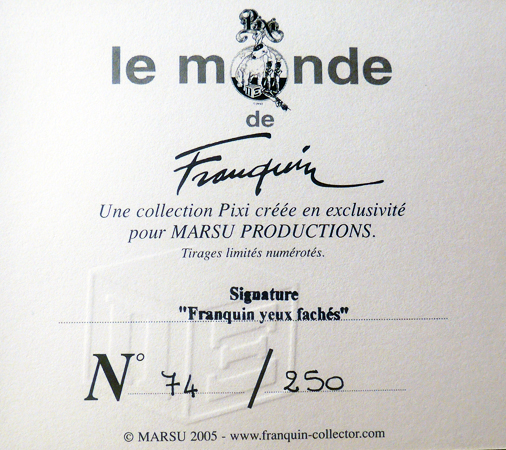 Pixi
le monde
de
Franquin
Une collection Pixi créée en exclusivité
pour MARSU PRODUCTIONS.
Tirages limités numérotés.
Signature
"Franquin yeux fachés"
N° 74 / 250
© MARSU 2005 - www.franquin-collector.com